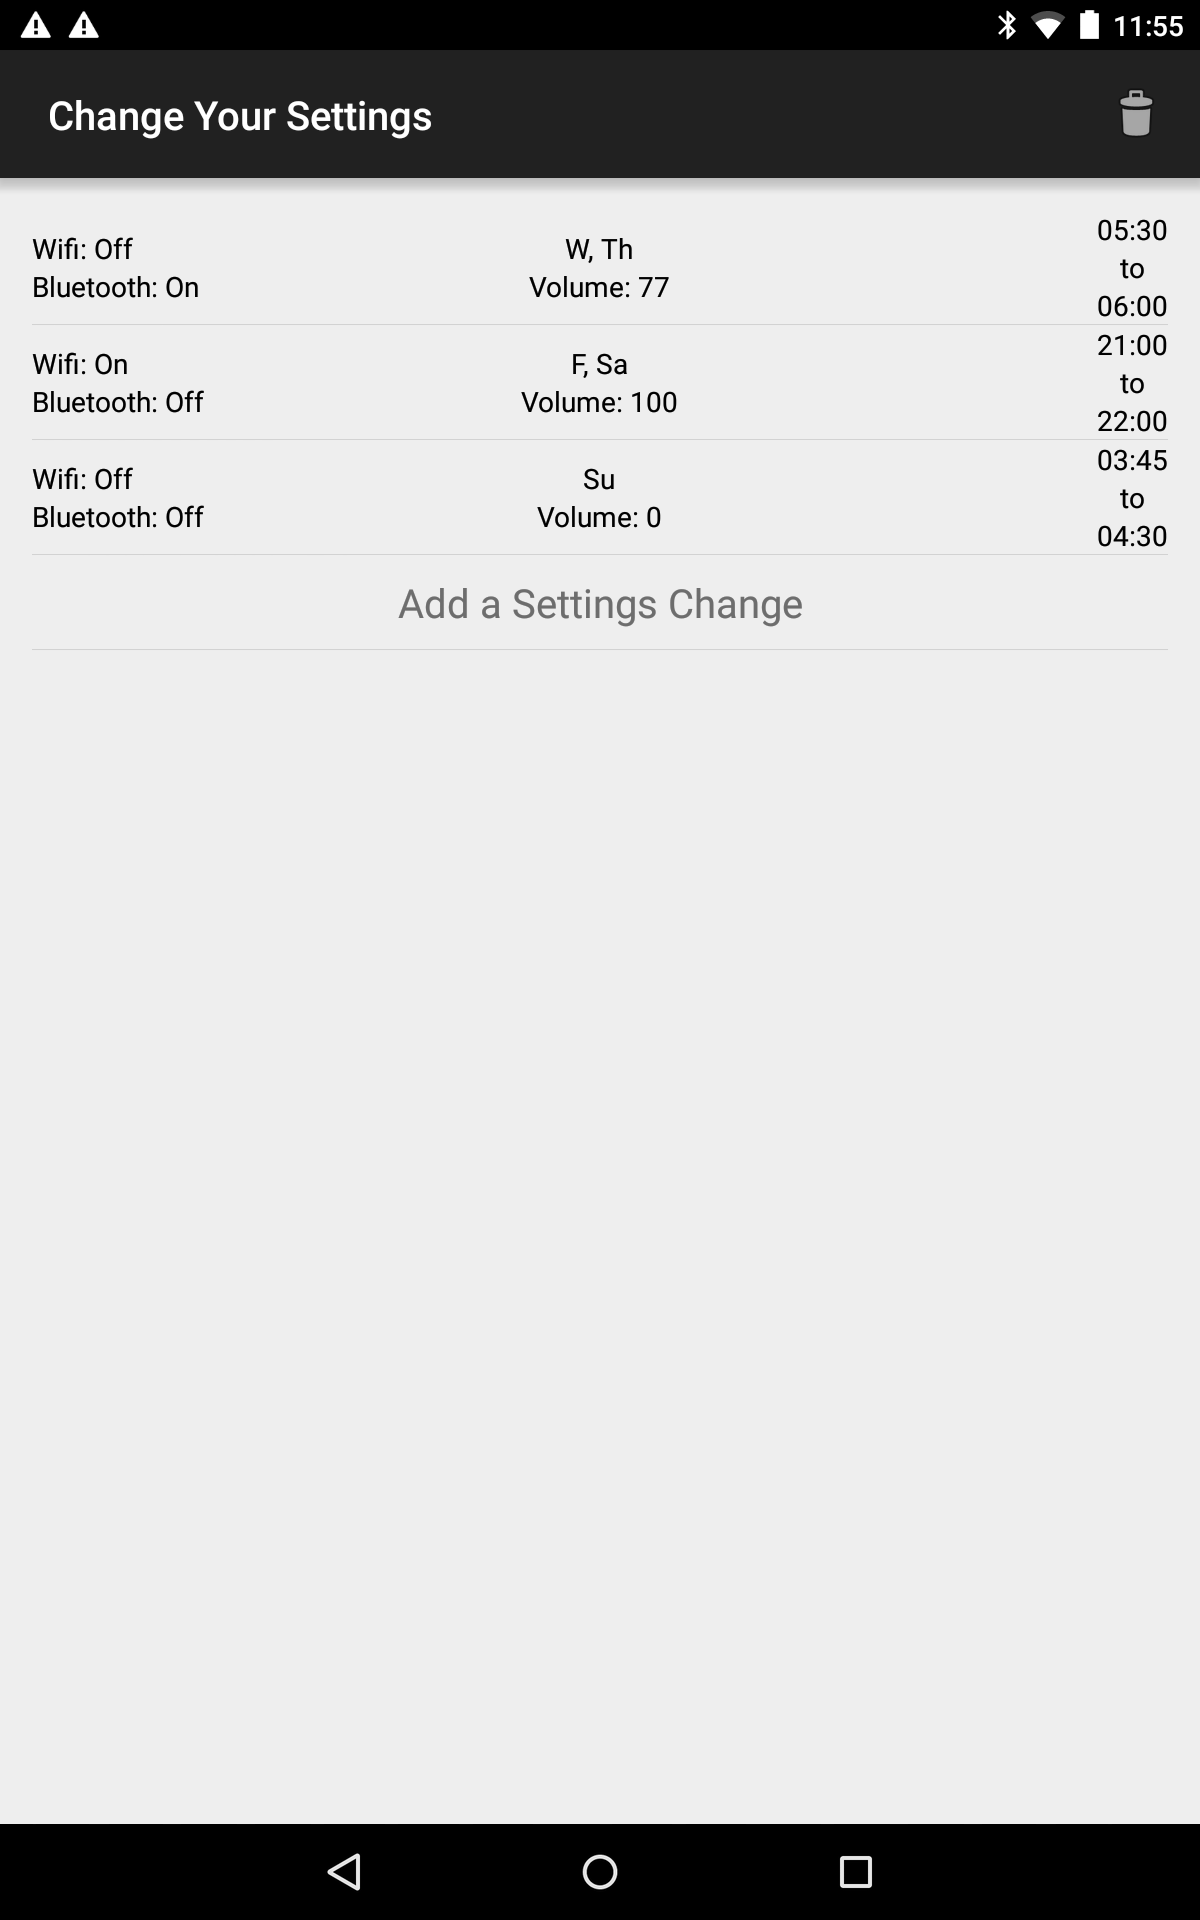 11:55
Change Your Settings
Wifi: Off
Bluetooth: On
W, Th
Volume: 77
05:30
to
06:00
Wifi: On
Bluetooth: Off
F, Sa
Volume: 100
21:00
to
22:00
Wifi: Off
Bluetooth: Off
Su
Volume: 0
03:45
to
04:30
Add a Settings Change